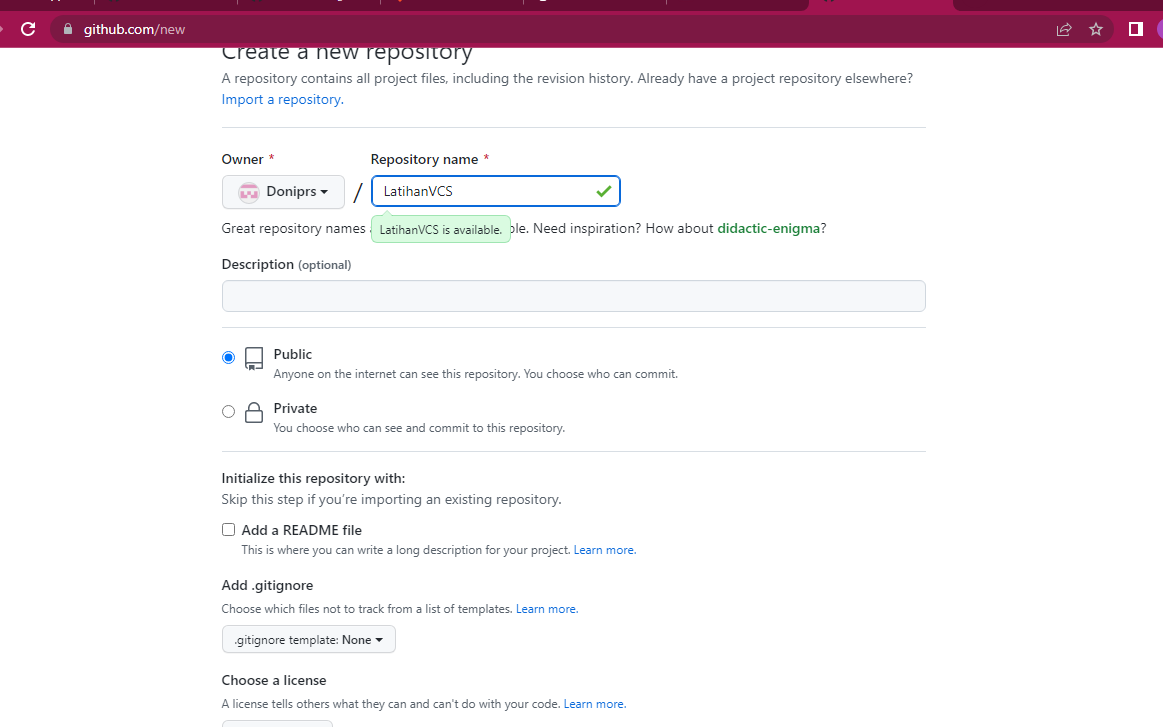 github.com/new
Create a new repository
A repository contains all project files, including the revision history. Already have a project repository elsewhere?
Import a repository.
Owner * Repository name *
Doniprs / LatihanVCS
Great repository names LatihanVCS is available. Need inspiration? How about didactic-enigma?
Description (optional)
Public
Anyone on the internet can see this repository. You choose who can commit.
Private
You choose who can see and commit to this repository.
Initialize this repository with:
Skip this step if you're importing an existing repository.
Add a README file
This is where you can write a long description for your project. Learn more.
Add .gitignore
Choose which files not to track from a list of templates. Learn more.
.gitignore template: None
Choose a license
A license tells others what they can and can't do with your code. Learn more.